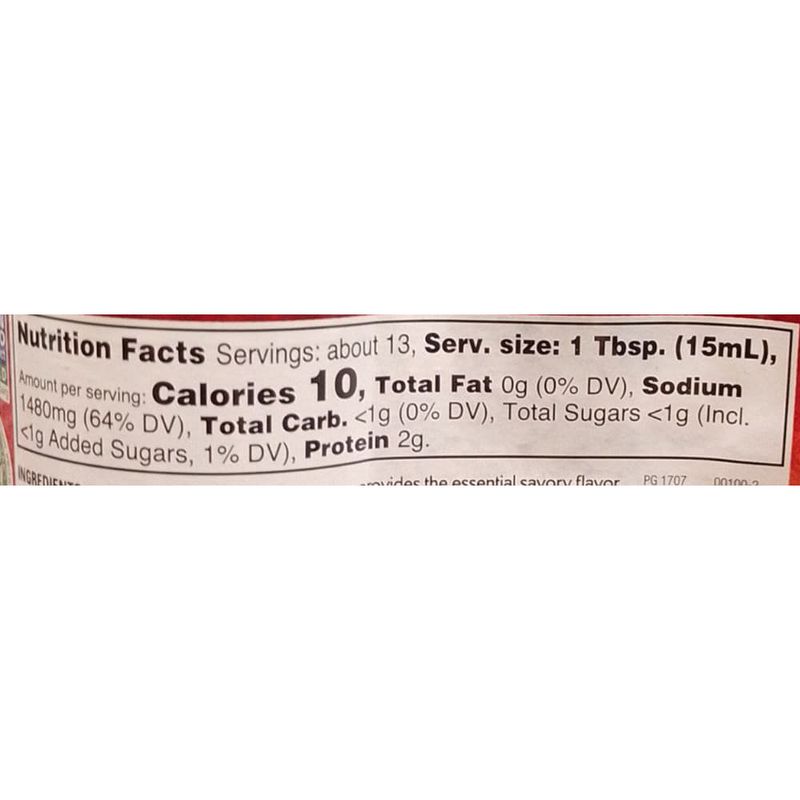 Nutrition Facts Servings: about 13, Serv. size: 1 Tbsp. (15mL),
Amount per serving: Calories 10, Total Fat 0g (0% DV), Sodium
1480mg (64% DV), Total Carb. <1g (0% DV), Total Sugars <1g (Incl.
<1g Added Sugars, 1% DV), Protein 2g.
the essential savory flavor PG 1707